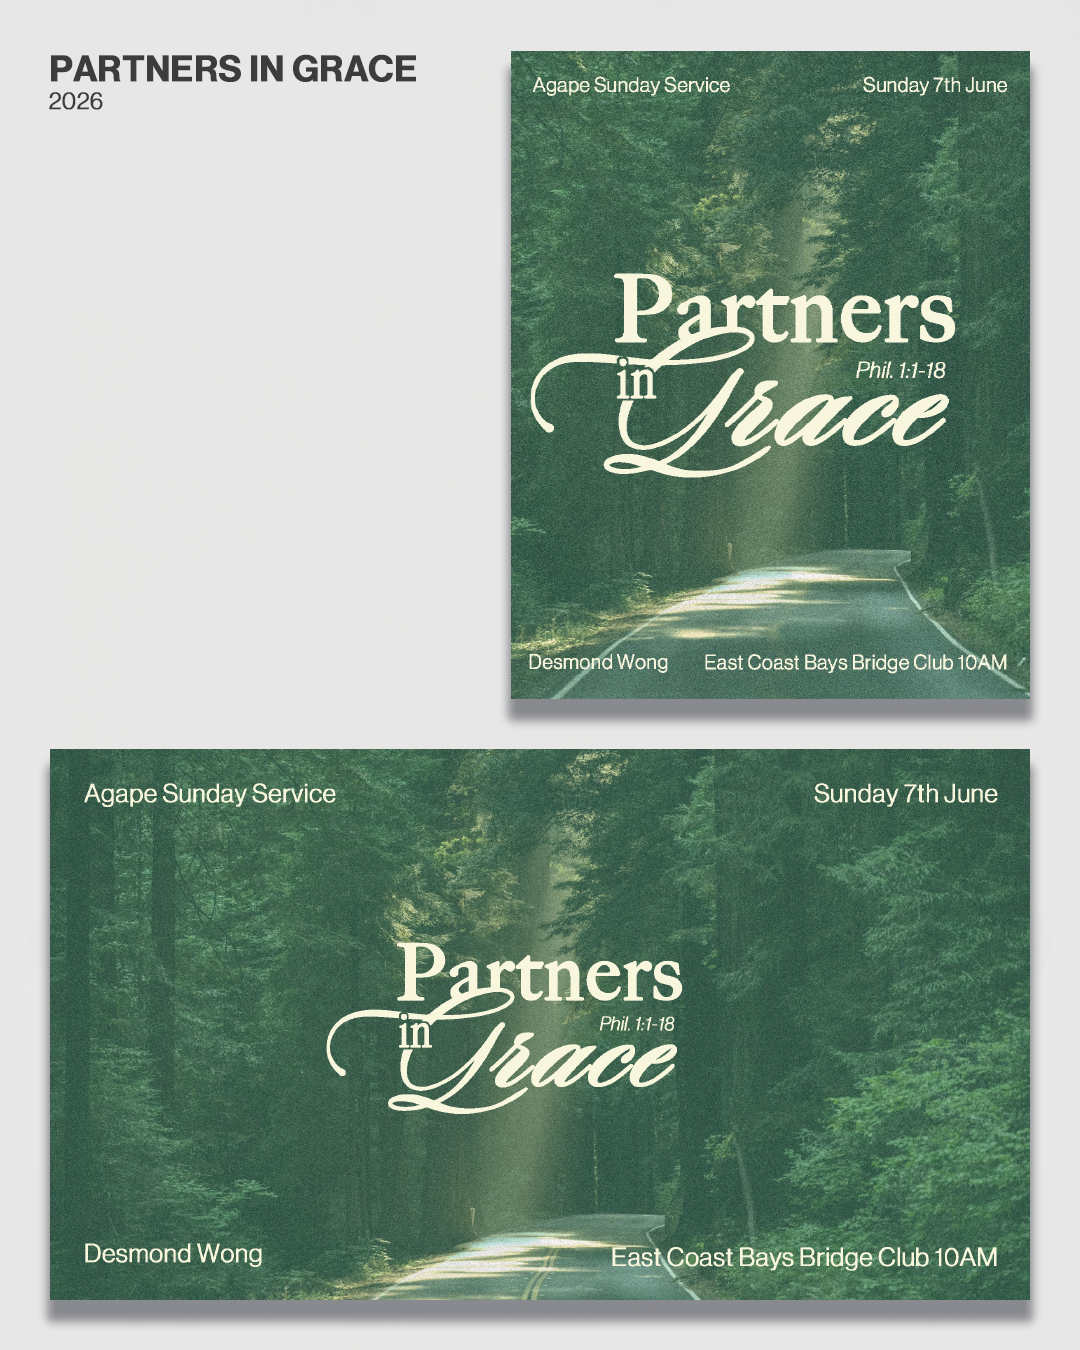 PARTNERS IN GRACE
2026
Agape Sunday Service
Sunday 7th June
Partners
in
Phil. 1:1-18
Grace
Desmond Wong
East Coast Bays Bridge Club 10AM
Agape Sunday Service
Sunday 7th June
Partners
in
Phil. 1:1-18
Grace
Desmond Wong
East Coast Bays Bridge Club 10AM